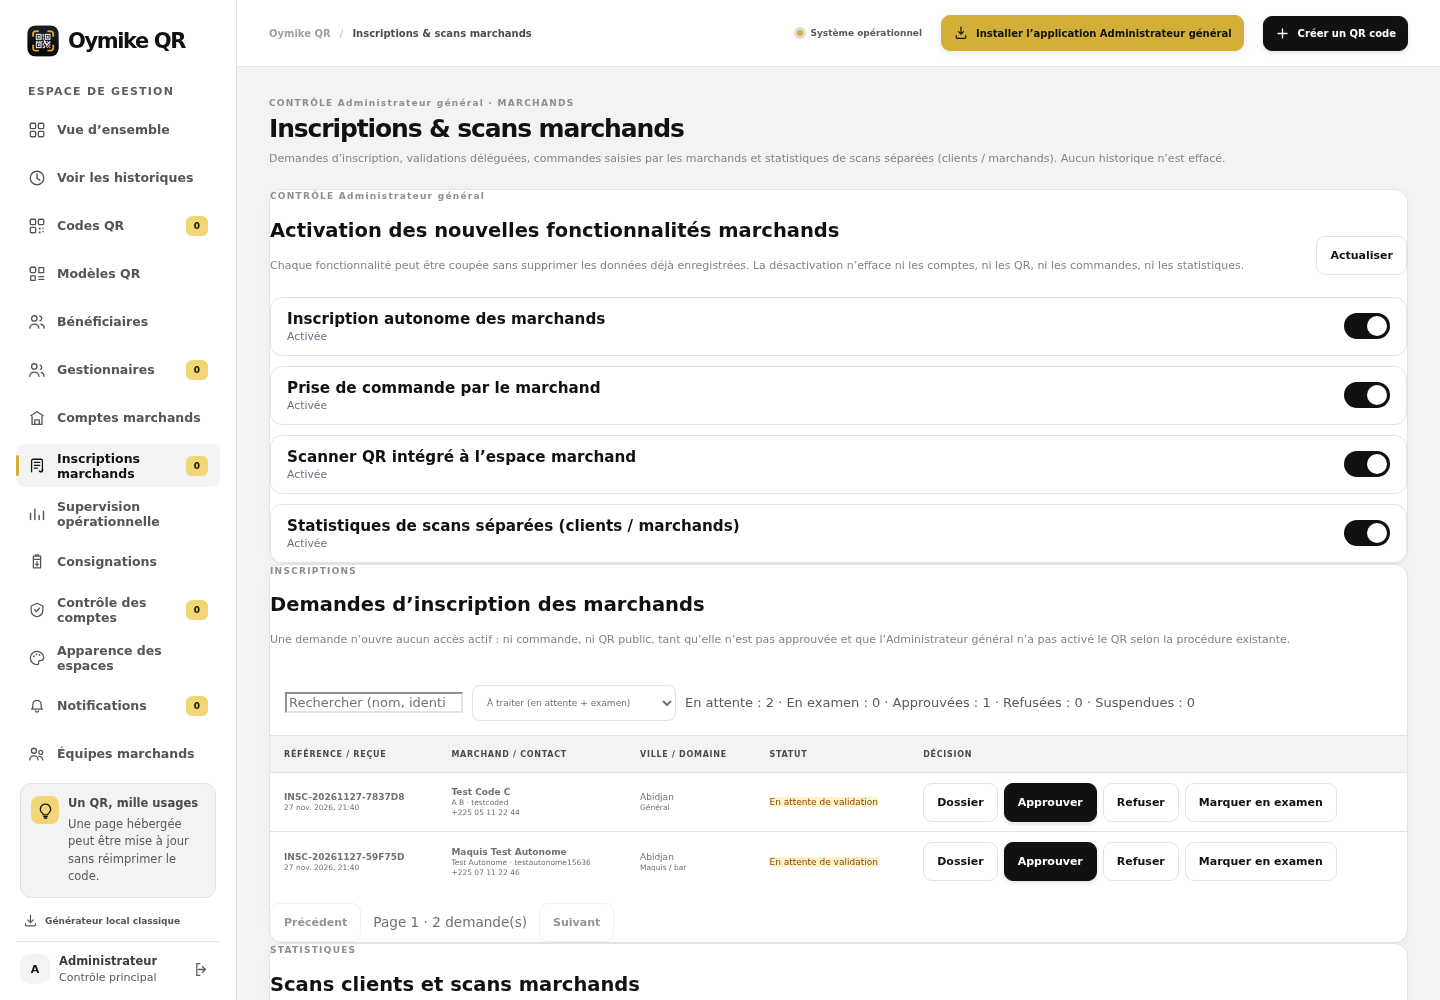 Oymike QR
ESPACE DE GESTION
Vue d’ensemble
Voir les historiques
Codes QR 0
Modèles QR
Bénéficiaires
Gestionnaires 0
Comptes marchands
Inscriptions
marchands 0
Supervision
opérationnelle
Consignations
Contrôle des
comptes 0
Apparence des
espaces
Notifications 0
Équipes marchands
Un QR, mille usages
Une page hébergée
peut être mise à jour
sans réimprimer le
code.
Générateur local classique
A
Administrateur
Contrôle principal
Oymike QR / Inscriptions & scans marchands
Système opérationnel
Installer l’application Administrateur général
Créer un QR code
CONTRÔLE Administrateur général · MARCHANDS
Inscriptions & scans marchands
Demandes d’inscription, validations déléguées, commandes saisies par les marchands et statistiques de scans séparées (clients / marchands). Aucun historique n’est effacé.
CONTRÔLE Administrateur général
Activation des nouvelles fonctionnalités marchands
Chaque fonctionnalité peut être coupée sans supprimer les données déjà enregistrées. La désactivation n’efface ni les comptes, ni les QR, ni les commandes, ni les statistiques.
Actualiser
Inscription autonome des marchands
Activée
Prise de commande par le marchand
Activée
Scanner QR intégré à l’espace marchand
Activée
Statistiques de scans séparées (clients / marchands)
Activée
INSCRIPTIONS
Demandes d’inscription des marchands
Une demande n’ouvre aucun accès actif : ni commande, ni QR public, tant qu’elle n’est pas approuvée et que l’Administrateur général n’a pas activé le QR selon la procédure existante.
Rechercher (nom, identi
À traiter (en attente + examen)
En attente : 2 · En examen : 0 · Approuvées : 1 · Refusées : 0 · Suspendues : 0
RÉFÉRENCE / REÇUE MARCHAND / CONTACT VILLE / DOMAINE STATUT DÉCISION
INSC-20261127-7837D8
27 nov. 2026, 21:40
Test Code C
A B · testcoded
+225 05 11 22 44
Abidjan
Général
En attente de validation
Dossier Approuver Refuser Marquer en examen
INSC-20261127-59F75D
27 nov. 2026, 21:40
Maquis Test Autonome
Test Autonome · testautonome15636
+225 07 11 22 46
Abidjan
Maquis / bar
En attente de validation
Dossier Approuver Refuser Marquer en examen
Précédent Page 1 · 2 demande(s) Suivant
STATISTIQUES
Scans clients et scans marchands